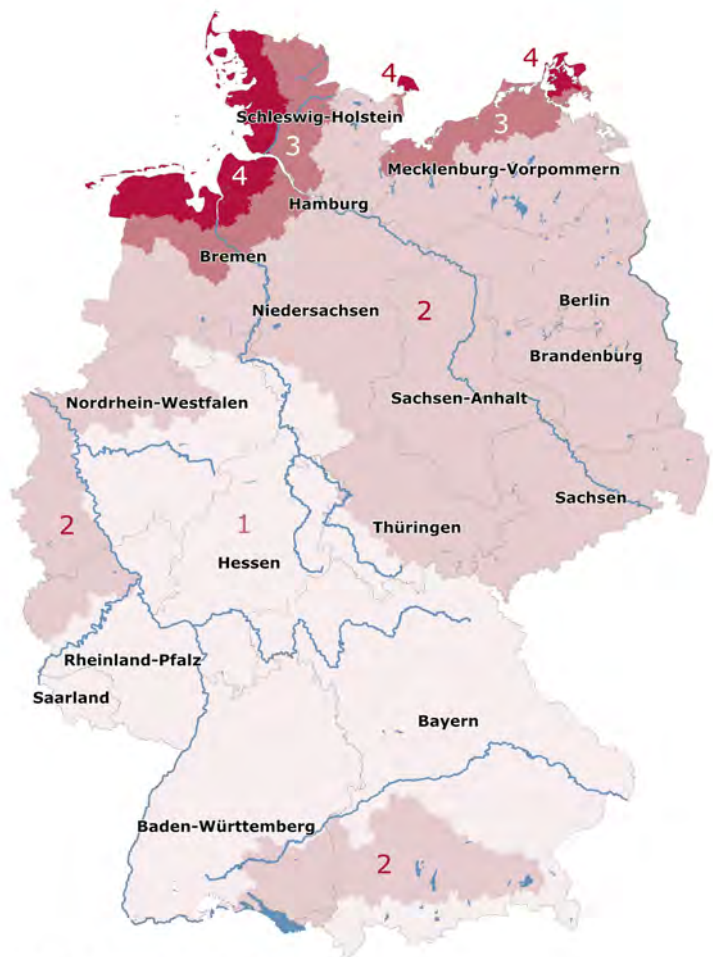 4
4
Schleswig-Holstein
3
3
Mecklenburg-Vorpommern
4
Hamburg
Bremen
Berlin
Niedersachsen
2
Brandenburg
Nordrhein-Westfalen
Sachsen-Anhalt
Sachsen
2
1
Thüringen
Hessen
Rheinland-Pfalz
Saarland
Bayern
Baden-Württemberg
2